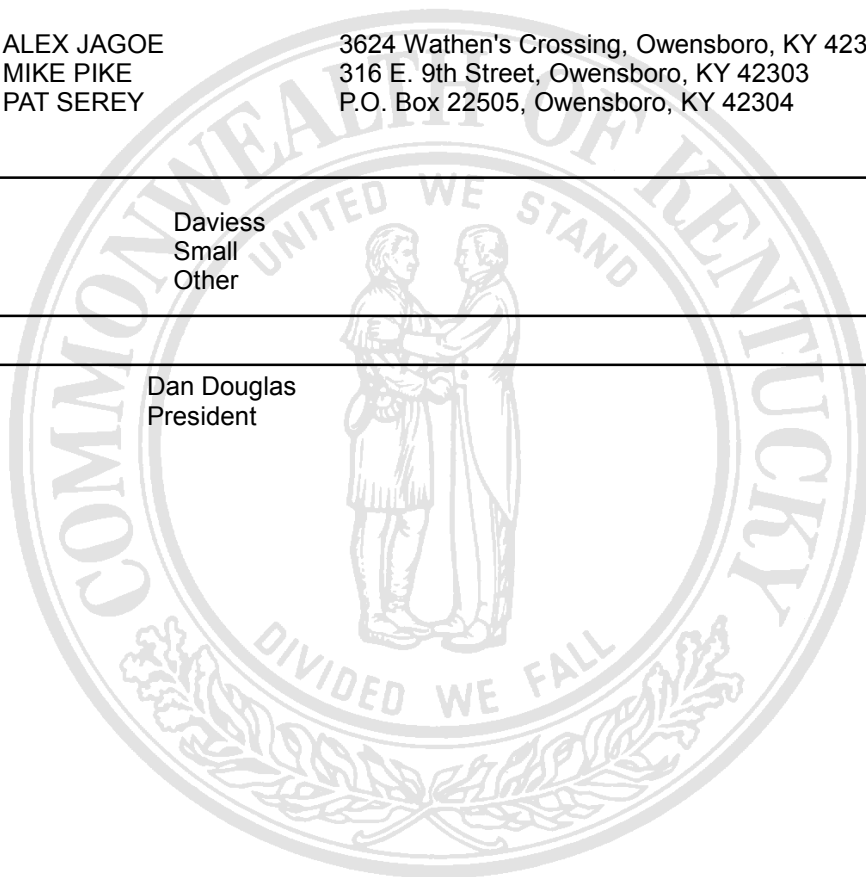 ALEX JAGOE 3624 Wathen's Crossing, Owensboro, KY 423
MIKE PIKE 316 E. 9th Street, Owensboro, KY 42303
PAT SEREY P.O. Box 22505, Owensboro, KY 42304
COMMONWEALTH OF KENTUCKY
UNITED WE STAND
Daviess
Small
Other
Dan Douglas
President
DIVIDED WE FALL